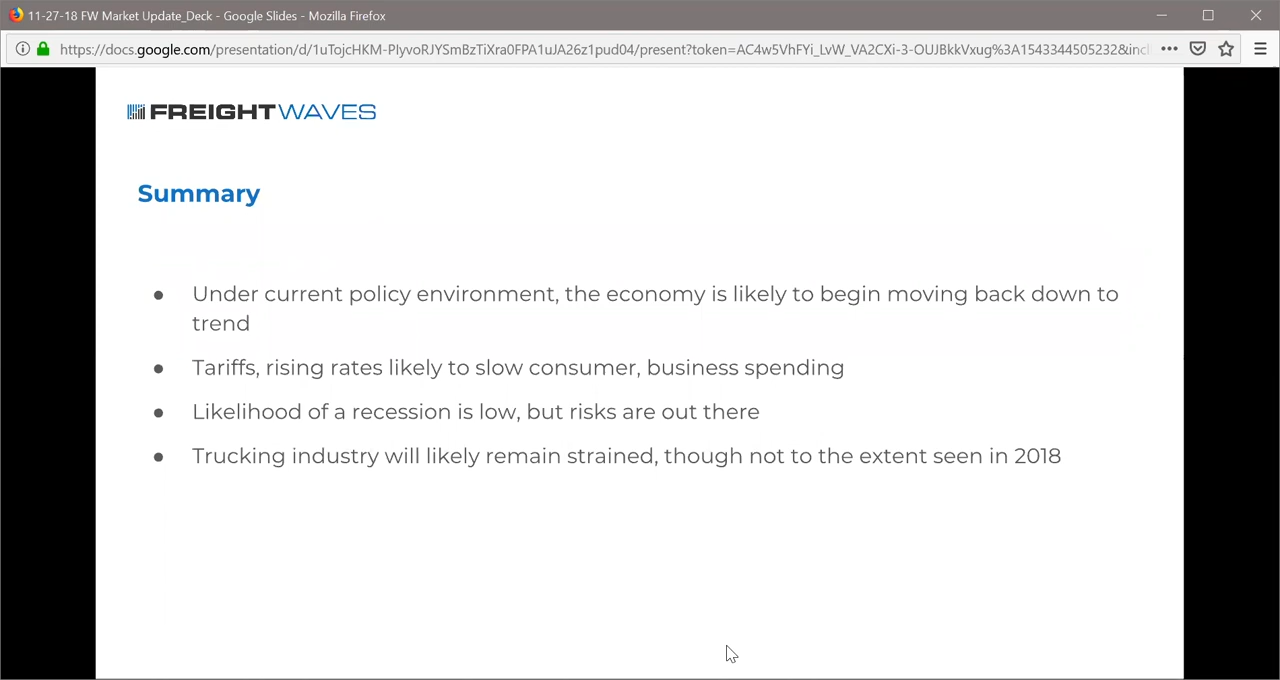 11-27-18 FW Market Update_Deck - Google Slides - Mozilla Firefox
https://docs.google.com/presentation/d/1uTojcHKM-PIyvoRJYSmBzTiXra0FPA1uJA26z1pud04/present?token=AC4w5VhFYi_LvW_VA2CXi-3-OUJBkkVxug%3A1543344505232&incl
FREIGHTWAVES
Summary
● Under current policy environment, the economy is likely to begin moving back down to
trend
● Tariffs, rising rates likely to slow consumer, business spending
● Likelihood of a recession is low, but risks are out there
● Trucking industry will likely remain strained, though not to the extent seen in 2018